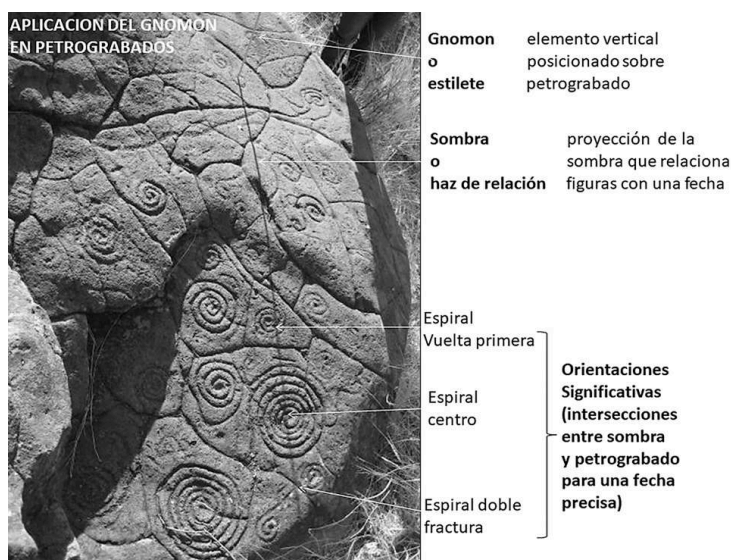 APLICACION DEL GNOMON
EN PETROGRABADOS
Gnomon elemento vertical
o posicionado sobre
estilete petrograbado
Sombra proyección de la
o sombra que relaciona
haz de relación figuras con una fecha
Espiral
Vuelta primera
Espiral
centro
Espiral doble
fractura
Orientaciones
Significativas
(intersecciones
entre sombra
y petrograbado
para una fecha
precisa)